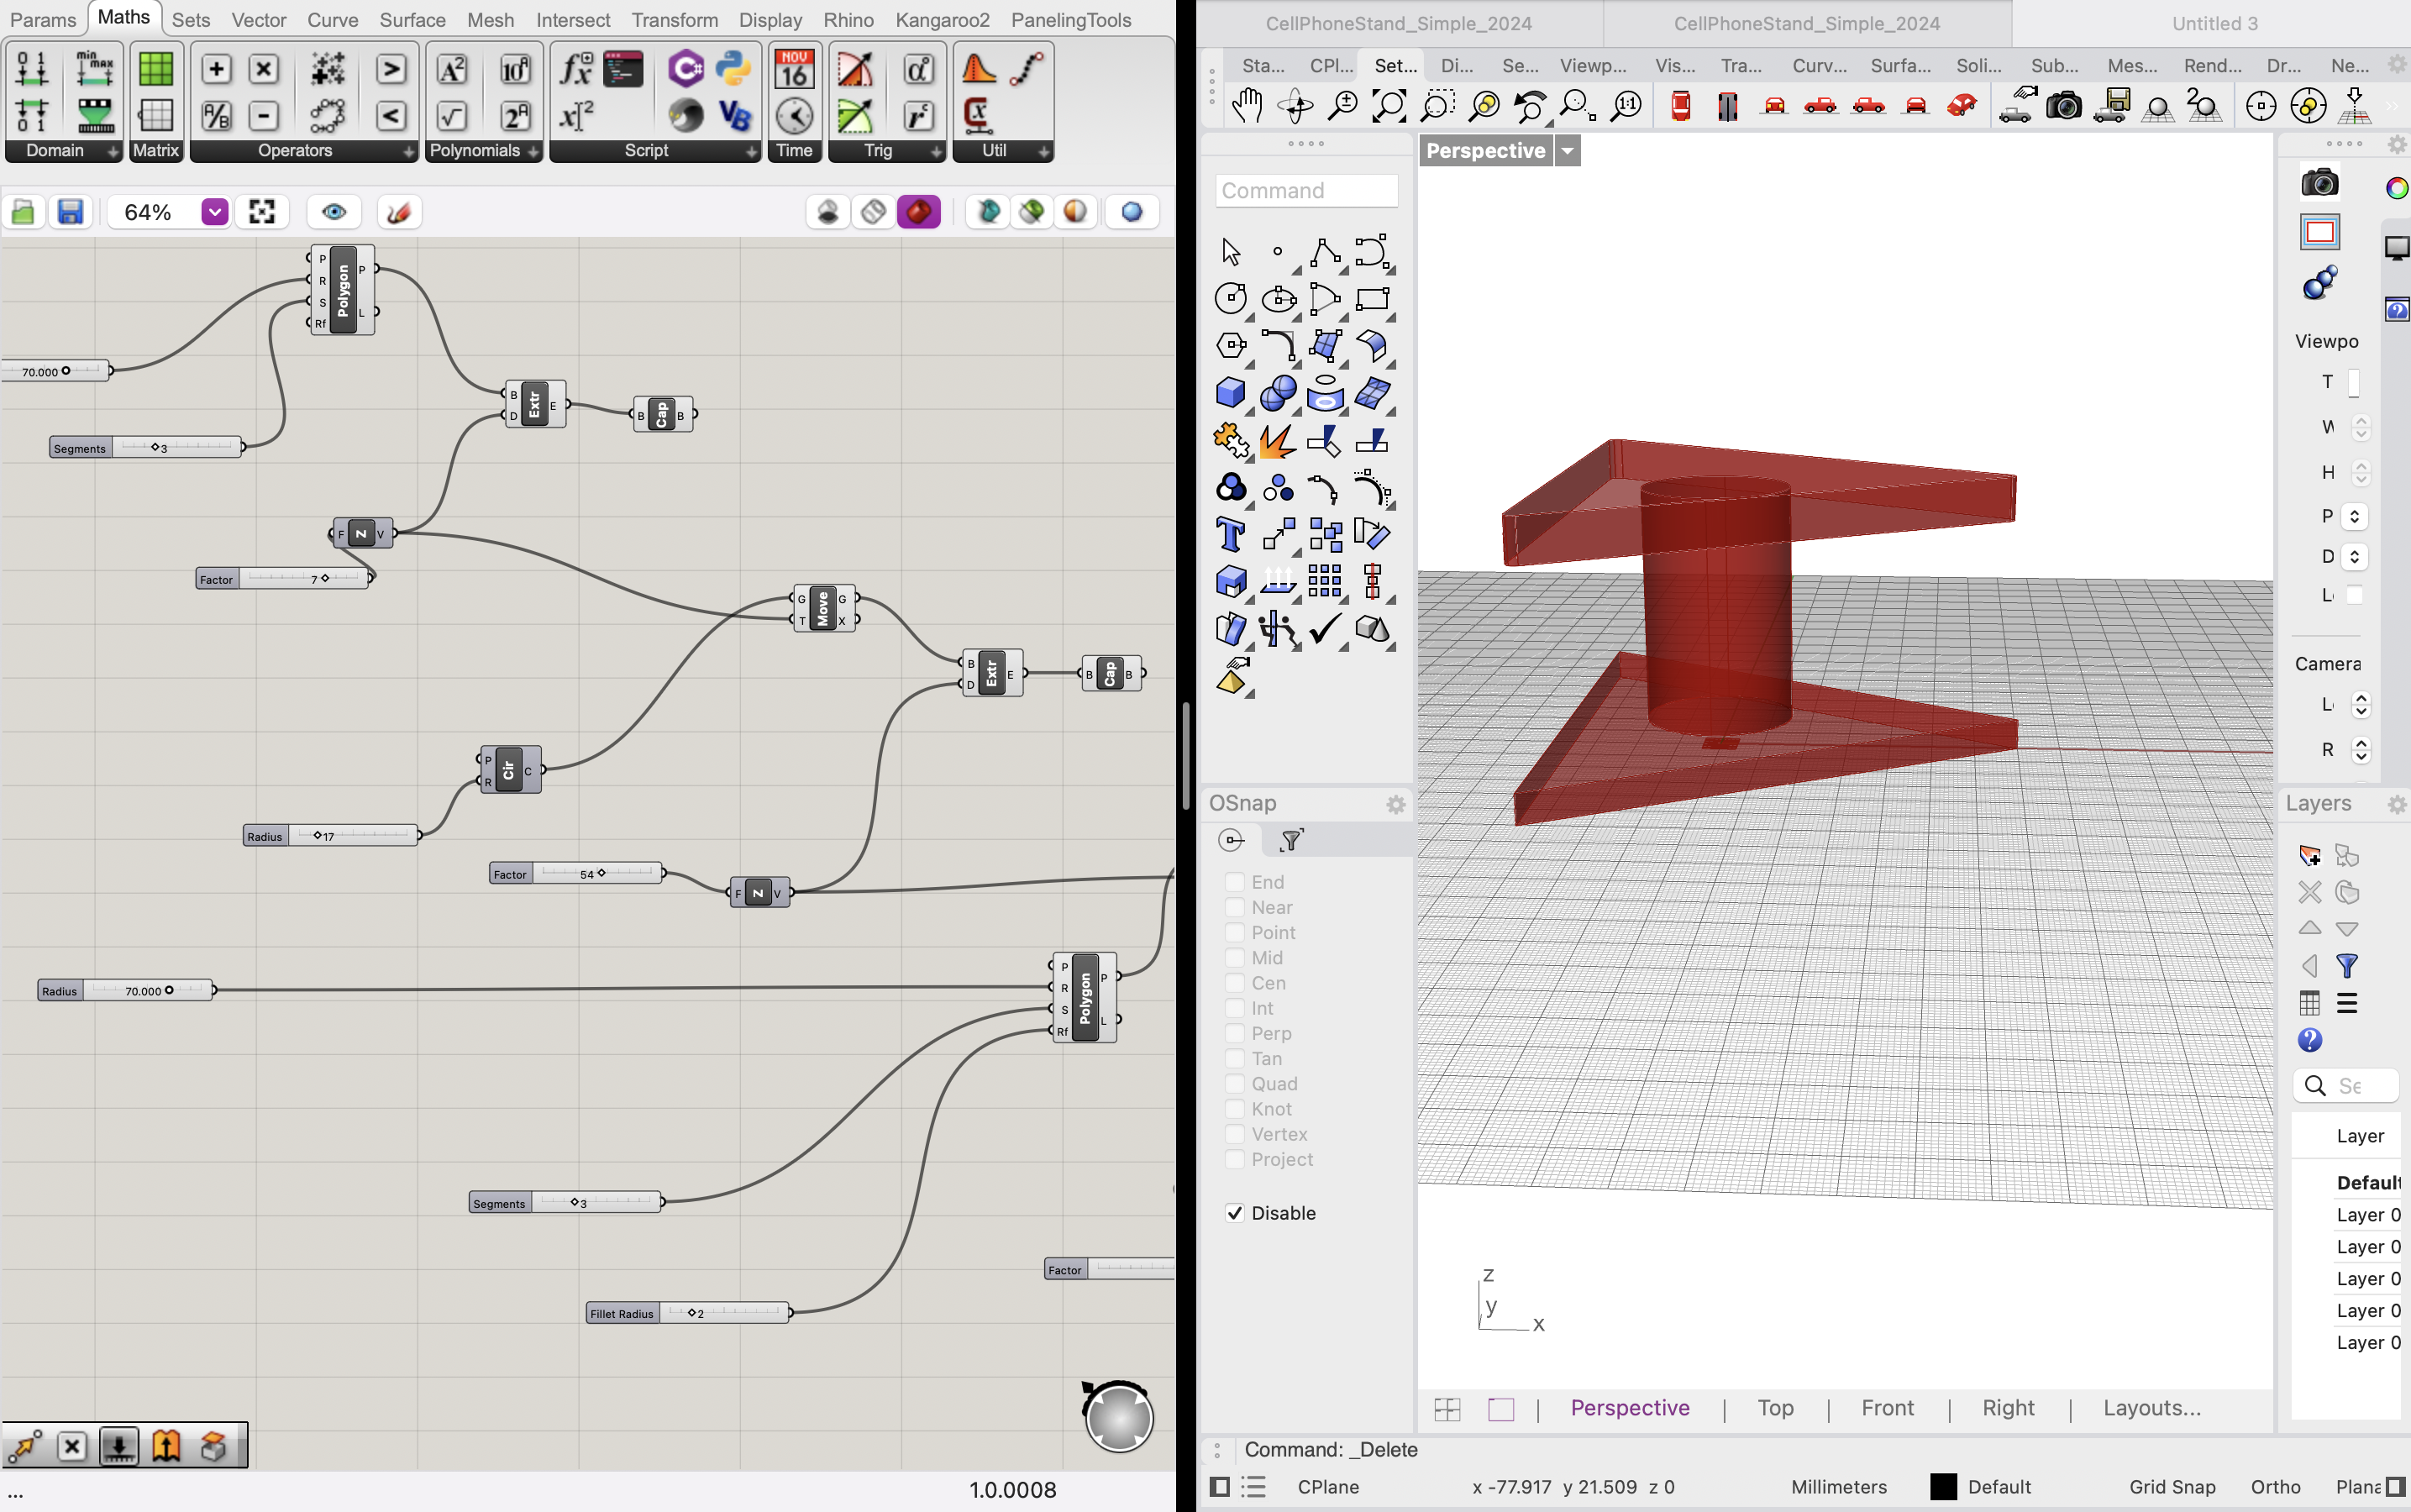 Params Maths Sets Vector Curve Surface Mesh Intersect Transform Display Rhino Kangaroo2 PanelingTools
Domain Matrix Operators Polynomials Script Time Trig Util
64%
P
R
S
Rf
Polygon
P
L
70.000
Segments 3
B
D
Extr
E
B
Cap
B
F
Z
V
Factor 7
G
T
Move
G
X
B
D
Extr
E
B
Cap
B
P
R
Cir
C
Radius 17
Factor 54
F
Z
V
Radius 70.000
P
R
S
Rf
Polygon
P
L
Segments 3
Factor
Fillet Radius 2
...
1.0.0008
CellPhoneStand_Simple_2024 CellPhoneStand_Simple_2024 Untitled 3
Sta... CPl... Set... Di... Se... Viewp... Vis... Tra... Curv... Surfa... Soli... Sub... Mes... Rend... Dr... Ne...
Perspective
Command
OSnap
End
Near
Point
Mid
Cen
Int
Perp
Tan
Quad
Knot
Vertex
Project
Disable
z
y
x
Perspective | Top | Front | Right | Layouts...
Viewpo
T
W
H
P
D
Camera
R
Layers
Se
Layer
Default
Layer 0
Layer 0
Layer 0
Layer 0
Layer 0
Command: _Delete
CPlane x -77.917 y 21.509 z 0 Millimeters Default Grid Snap Ortho Plana